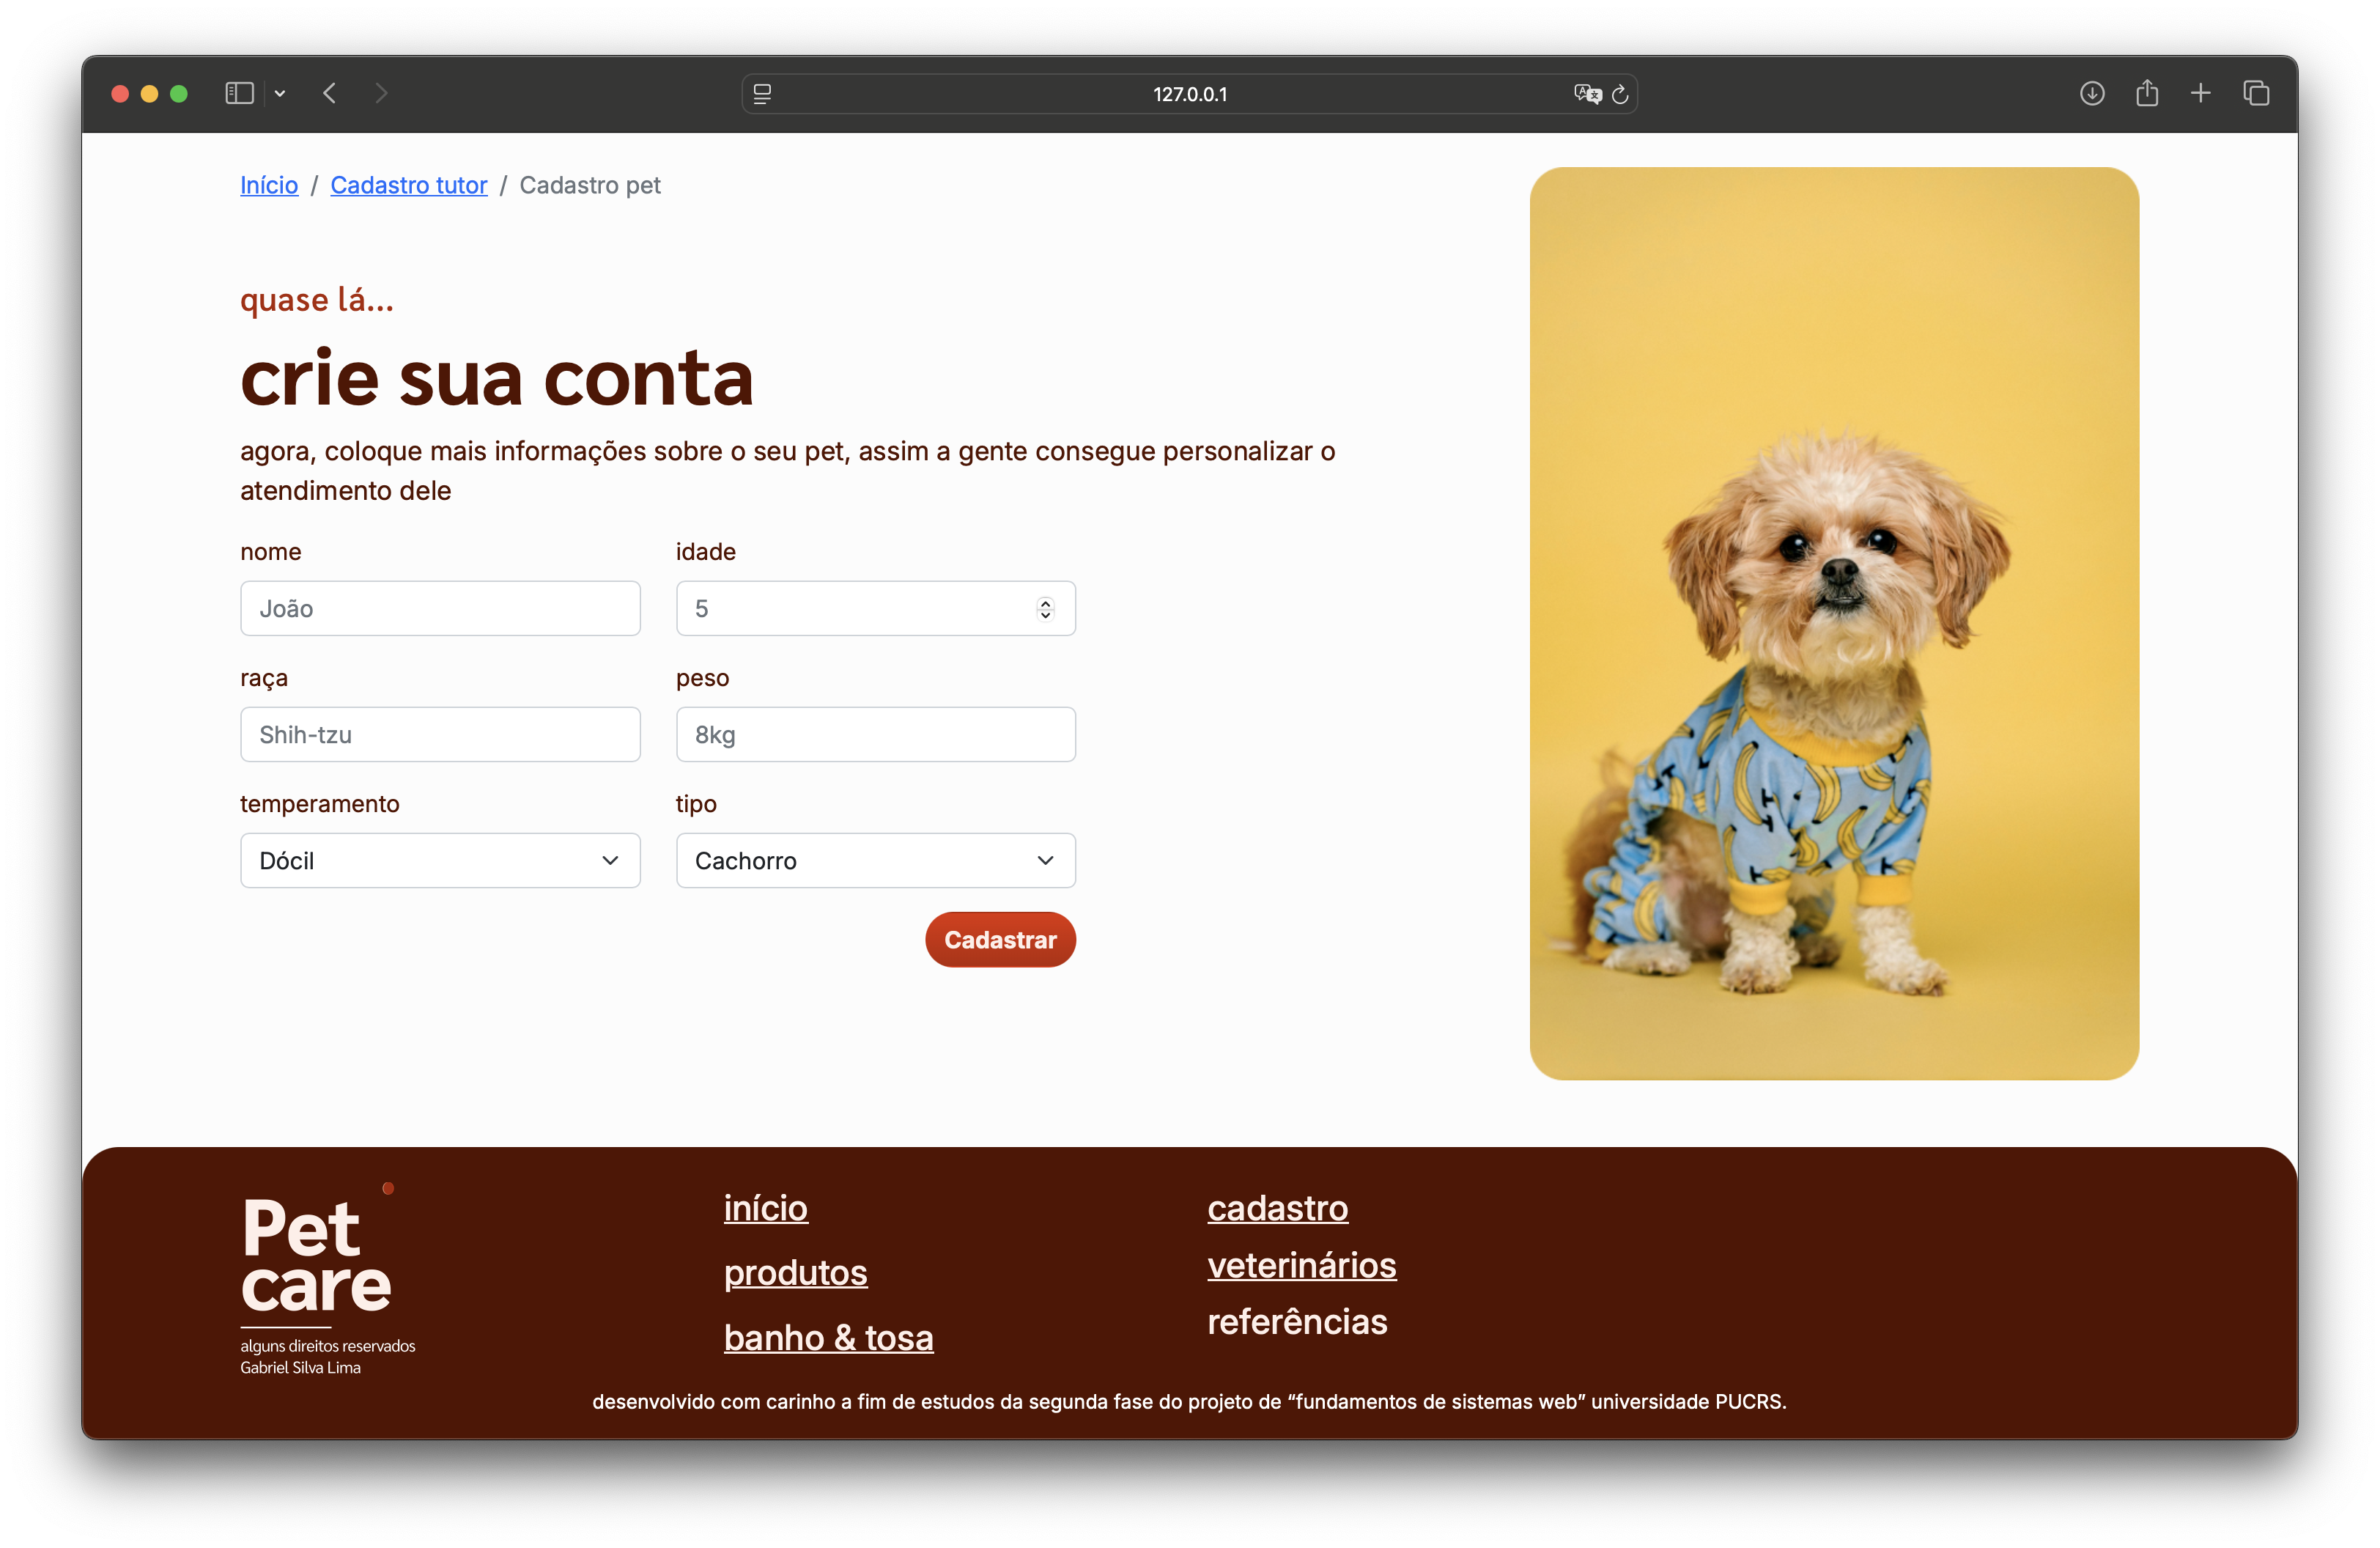 127.0.0.1
Início / Cadastro tutor / Cadastro pet
quase lá...
crie sua conta
agora, coloque mais informações sobre o seu pet, assim a gente consegue personalizar o
atendimento dele
nome
idade
João
5
raça
peso
Shih-tzu
8kg
temperamento
tipo
Dócil
Cachorro
Cadastrar
Pet
care
alguns direitos reservados
Gabriel Silva Lima
início
produtos
banho & tosa
cadastro
veterinários
referências
desenvolvido com carinho a fim de estudos da segunda fase do projeto de “fundamentos de sistemas web” universidade PUCRS.